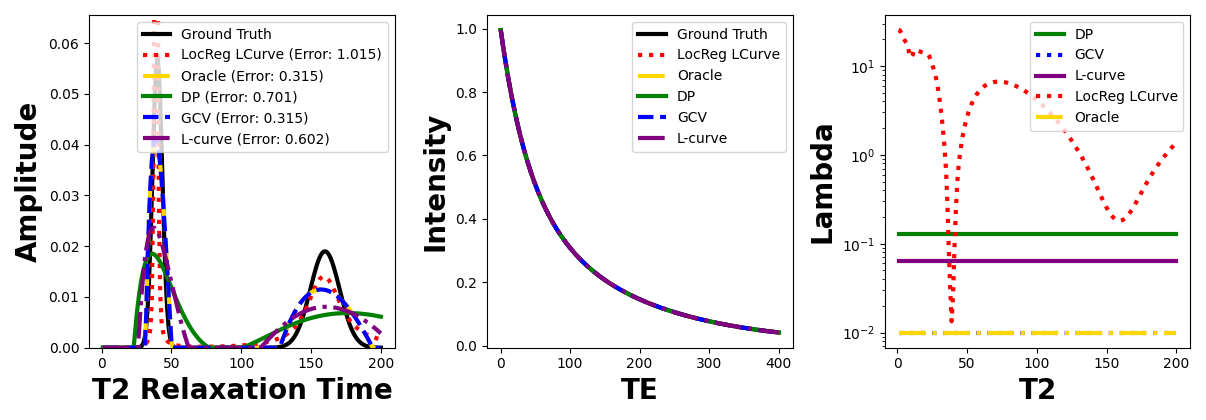 Amplitude
0.06
0.05
0.04
0.03
0.02
0.01
0.00
0 50 100 150 200
T2 Relaxation Time
Ground Truth
LocReg LCurve (Error: 1.015)
Oracle (Error: 0.315)
DP (Error: 0.701)
GCV (Error: 0.315)
L-curve (Error: 0.602)
Intensity
1.0
0.8
0.6
0.4
0.2
0.0
0 100 200 300 400
TE
Ground Truth
LocReg LCurve
Oracle
DP
GCV
L-curve
Lambda
10¹
10⁰
10⁻¹
10⁻²
0 50 100 150 200
T2
DP
GCV
L-curve
LocReg LCurve
Oracle